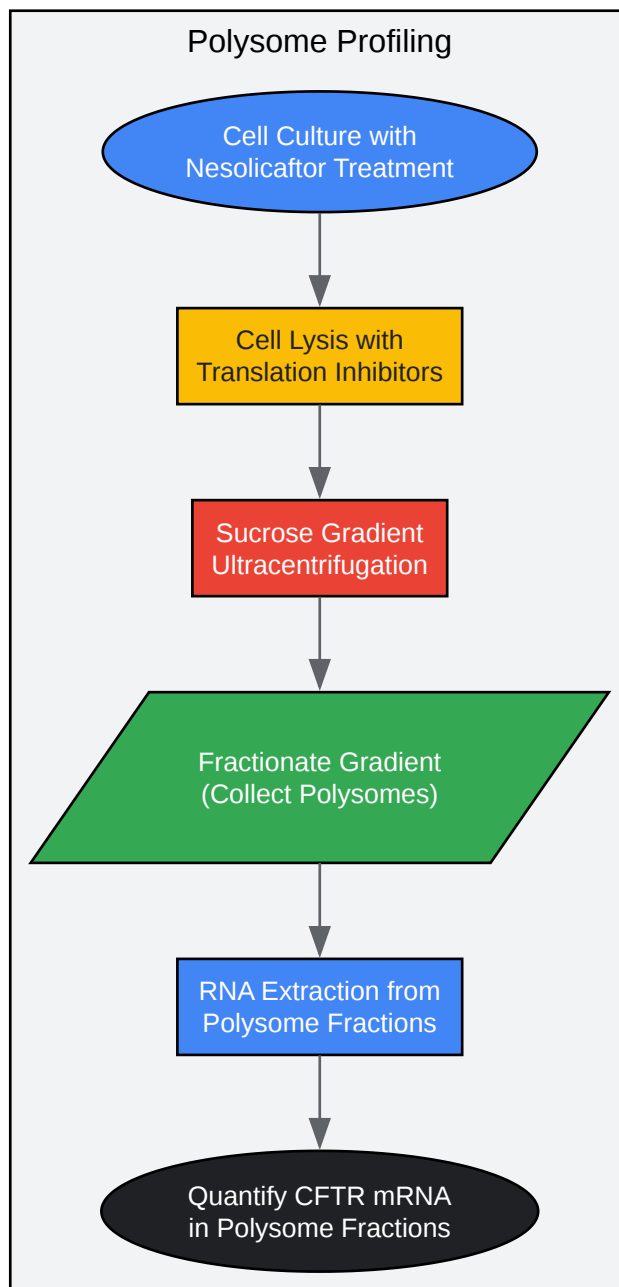 Polysome Profiling
Cell Culture with
Nesolicaftor Treatment
Cell Lysis with
Translation Inhibitors
Sucrose Gradient
Ultracentrifugation
Fractionate Gradient
(Collect Polysomes)
RNA Extraction from
Polysome Fractions
Quantify CFTR mRNA
in Polysome Fractions